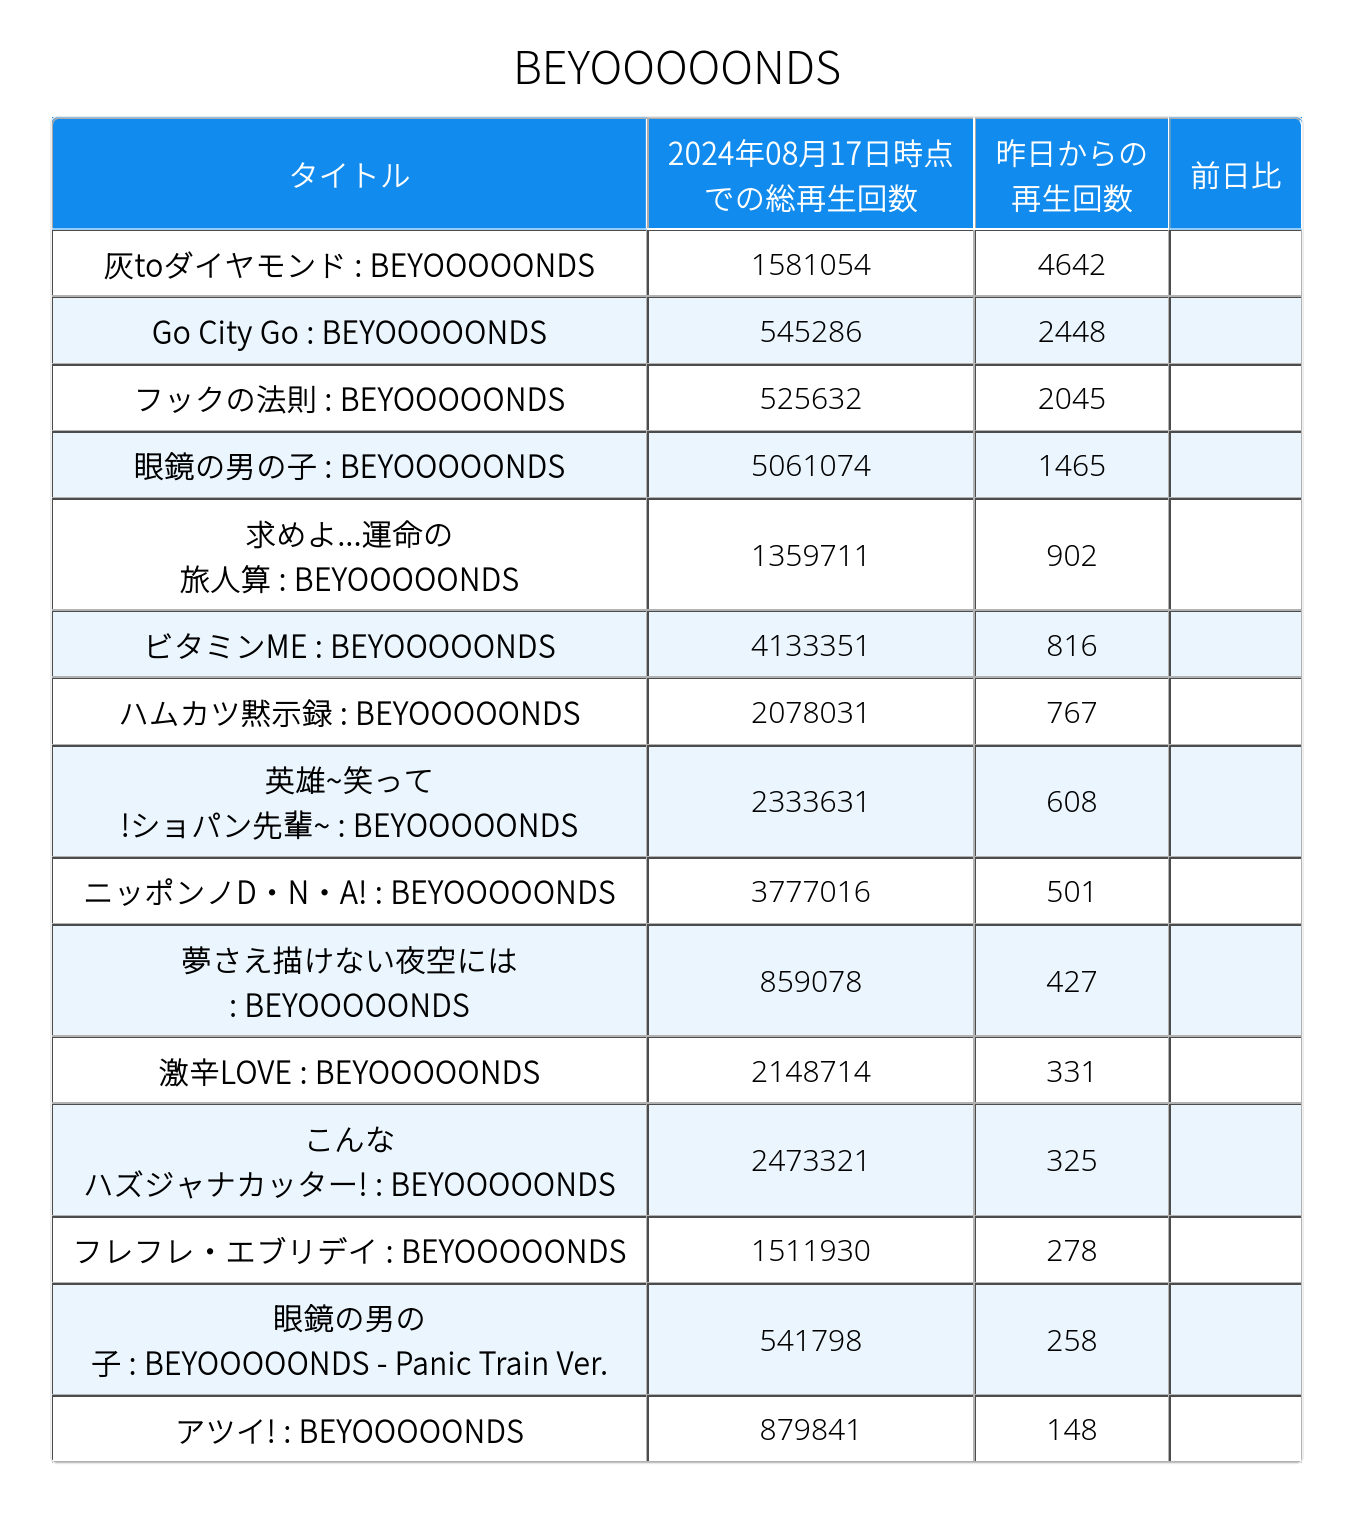 BEYOOOOONDS
タイトル
2024年08月17日時点
での総再生回数
昨日からの
再生回数
前日比
灰toダイヤモンド : BEYOOOOONDS
1581054
4642
Go City Go : BEYOOOOONDS
545286
2448
フックの法則 : BEYOOOOONDS
525632
2045
眼鏡の男の子 : BEYOOOOONDS
5061074
1465
求めよ...運命の
旅人算 : BEYOOOOONDS
1359711
902
ビタミンME : BEYOOOOONDS
4133351
816
ハムカツ黙示録 : BEYOOOOONDS
2078031
767
英雄~笑って
!ショパン先輩~ : BEYOOOOONDS
2333631
608
ニッポンノD・N・A! : BEYOOOOONDS
3777016
501
夢さえ描けない夜空には
: BEYOOOOONDS
859078
427
激辛LOVE : BEYOOOOONDS
2148714
331
こんな
ハズジャナカッター! : BEYOOOOONDS
2473321
325
フレフレ・エブリデイ : BEYOOOOONDS
1511930
278
眼鏡の男の
子 : BEYOOOOONDS - Panic Train Ver.
541798
258
アツイ! : BEYOOOOONDS
879841
148